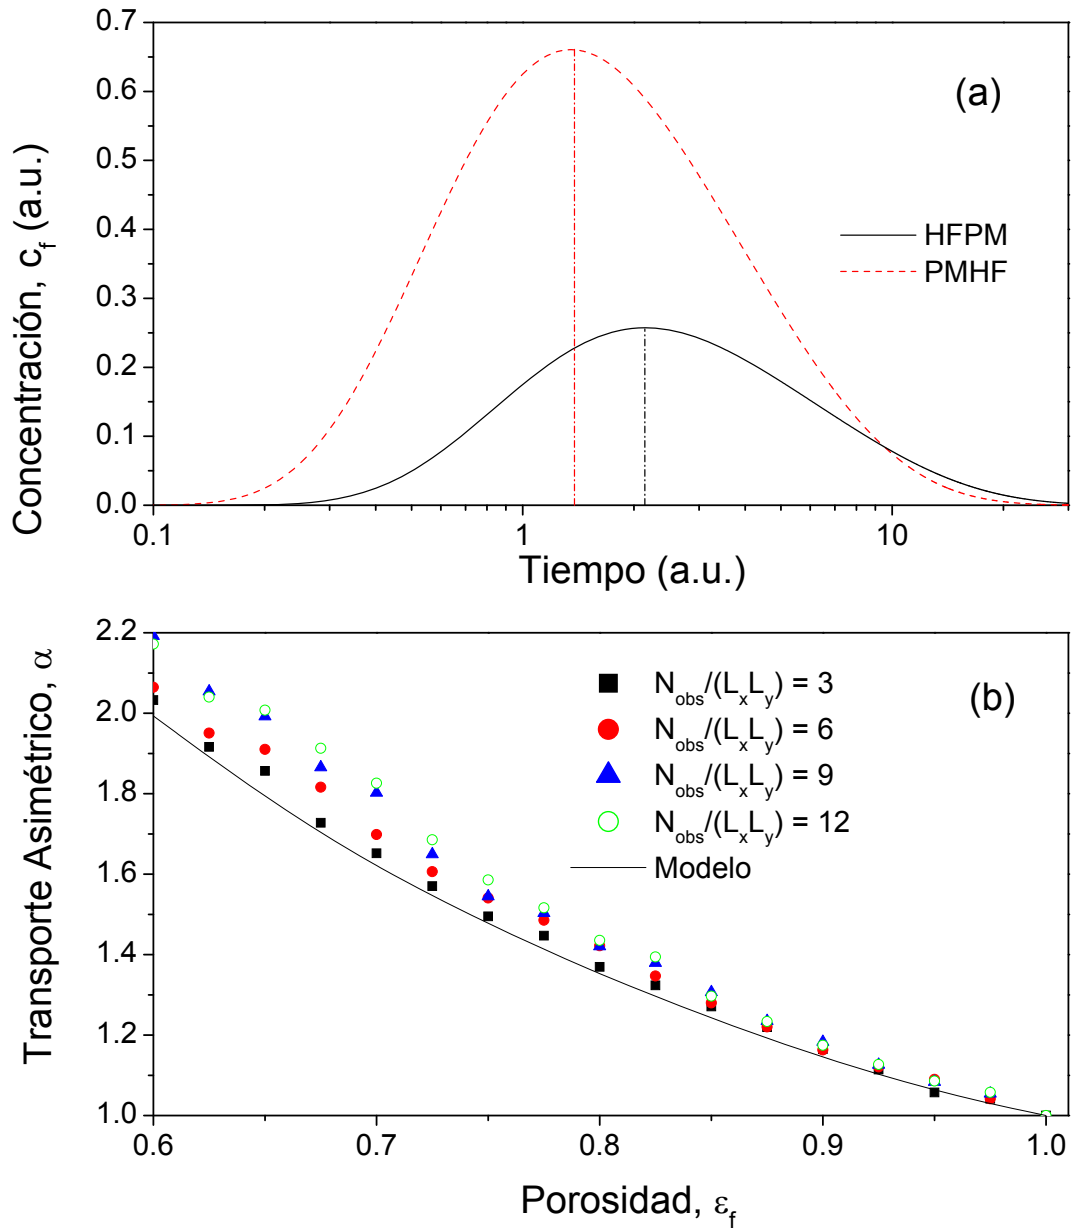 0.7
0.6
0.5
0.4
0.3
0.2
0.1
0.0
Concentración, c_f (a.u.)
(a)
HFPM
PMHF
0.1 1 10
Tiempo (a.u.)
2.2
2.0
1.8
1.6
1.4
1.2
1.0
Transporte Asimétrico, α
(b)
N_obs/(L_xL_y) = 3
N_obs/(L_xL_y) = 6
N_obs/(L_xL_y) = 9
N_obs/(L_xL_y) = 12
Modelo
0.6 0.7 0.8 0.9 1.0
Porosidad, ε_f